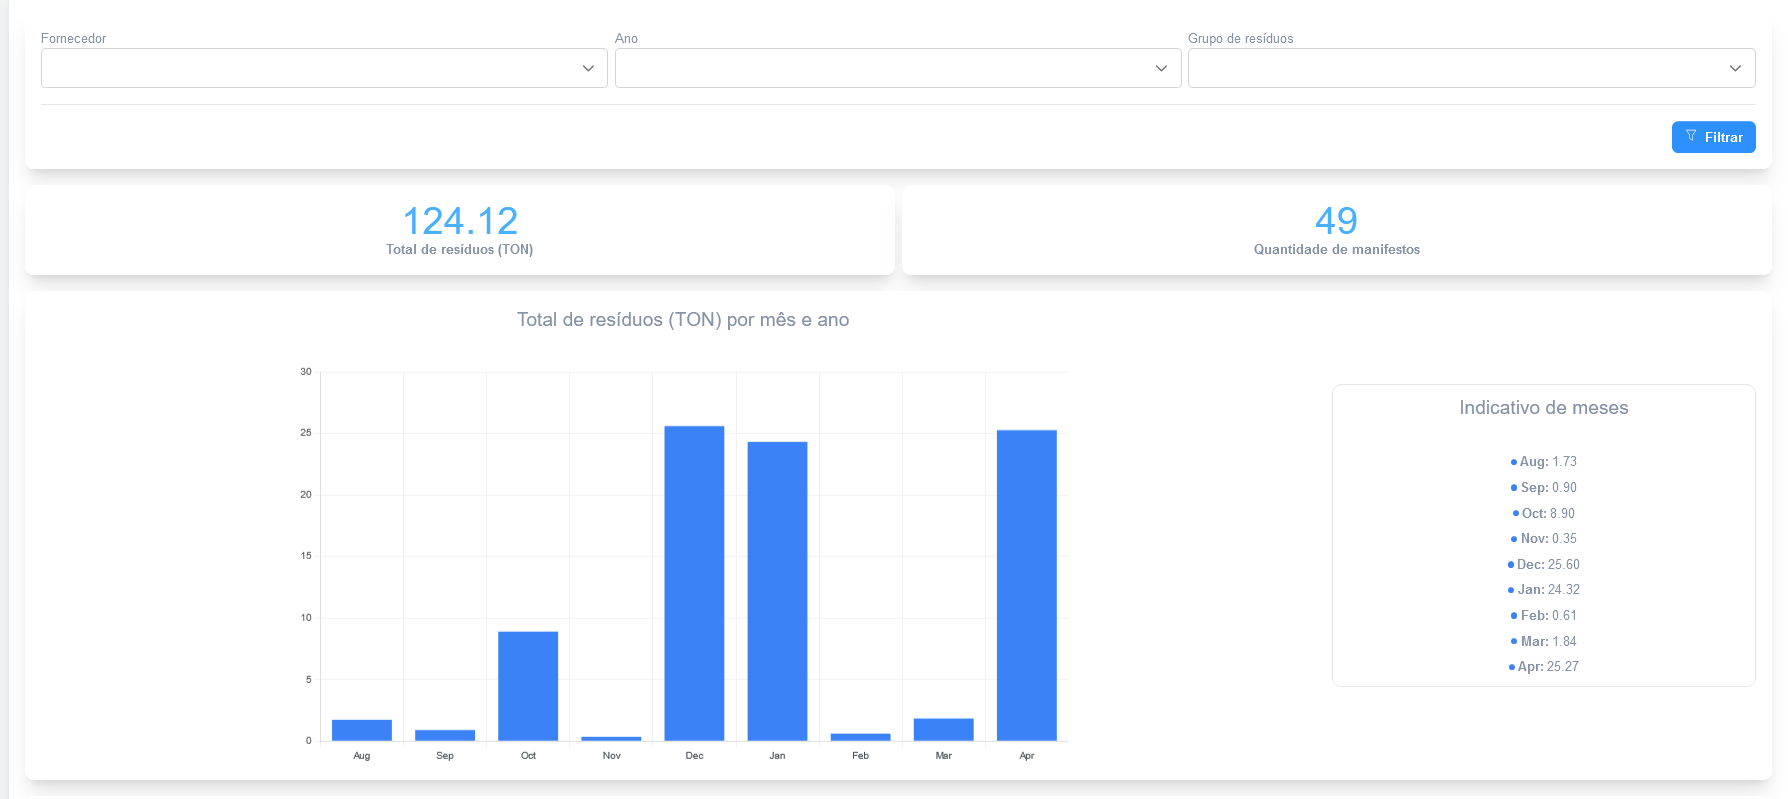 Fornecedor
Ano
Grupo de resíduos
Filtrar
124.12
Total de resíduos (TON)
49
Quantidade de manifestos
Total de resíduos (TON) por mês e ano
30
25
20
15
10
5
0
Aug Sep Oct Nov Dec Jan Feb Mar Apr
Indicativo de meses
Aug: 1.73
Sep: 0.90
Oct: 8.90
Nov: 0.35
Dec: 25.60
Jan: 24.32
Feb: 0.61
Mar: 1.84
Apr: 25.27